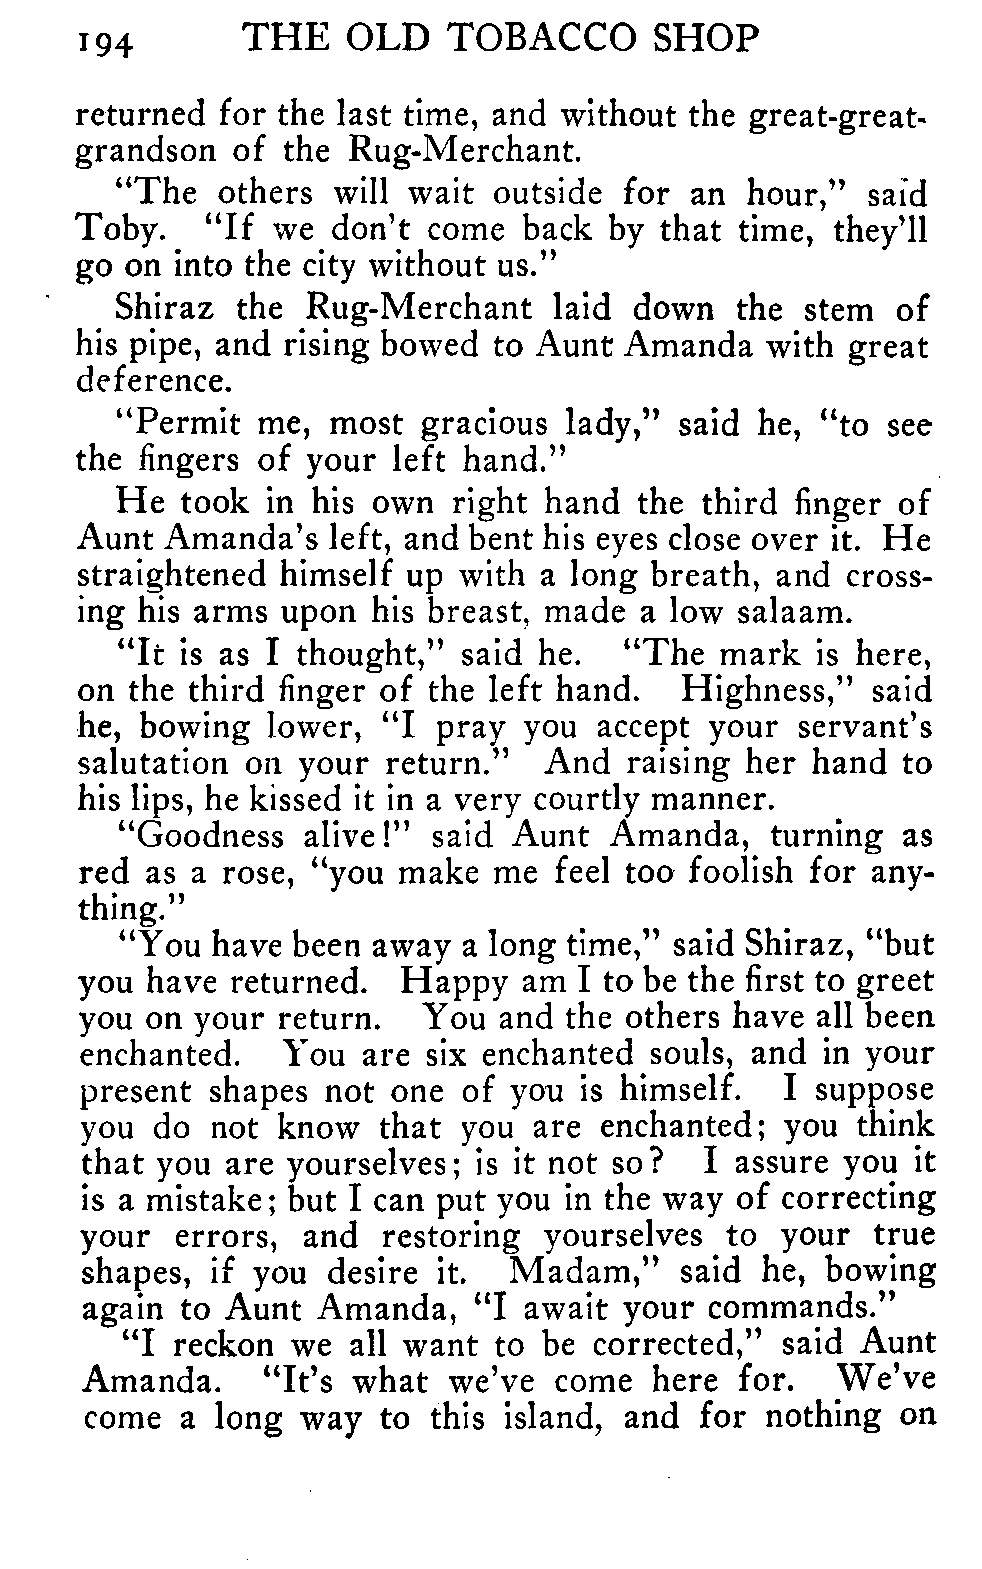 194 THE OLD TOBACCO SHOP
returned for the last time, and without the great-great-
grandson of the Rug-Merchant.
"The others will wait outside for an hour," said
Toby. "If we don't come back by that time, they'll
go on into the city without us."
Shiraz the Rug-Merchant laid down the stem of
his pipe, and rising bowed to Aunt Amanda with great
deference.
"Permit me, most gracious lady," said he, "to see
the fingers of your left hand."
He took in his own right hand the third finger of
Aunt Amanda's left, and bent his eyes close over it. He
straightened himself up with a long breath, and cross-
ing his arms upon his breast, made a low salaam.
"It is as I thought," said he. "The mark is here,
on the third finger of the left hand. Highness," said
he, bowing lower, "I pray you accept your servant's
salutation on your return." And raising her hand to
his lips, he kissed it in a very courtly manner.
"Goodness alive!" said Aunt Amanda, turning as
red as a rose, "you make me feel too foolish for any-
thing."
"You have been away a long time," said Shiraz, "but
you have returned. Happy am I to be the first to greet
you on your return. You and the others have all been
enchanted. You are six enchanted souls, and in your
present shapes not one of you is himself. I suppose
you do not know that you are enchanted; you think
that you are yourselves; is it not so? I assure you it
is a mistake; but I can put you in the way of correcting
your errors, and restoring yourselves to your true
shapes, if you desire it. Madam," said he, bowing
again to Aunt Amanda, "I await your commands."
"I reckon we all want to be corrected," said Aunt
Amanda. "It's what we've come here for. We've
come a long way to this island, and for nothing on